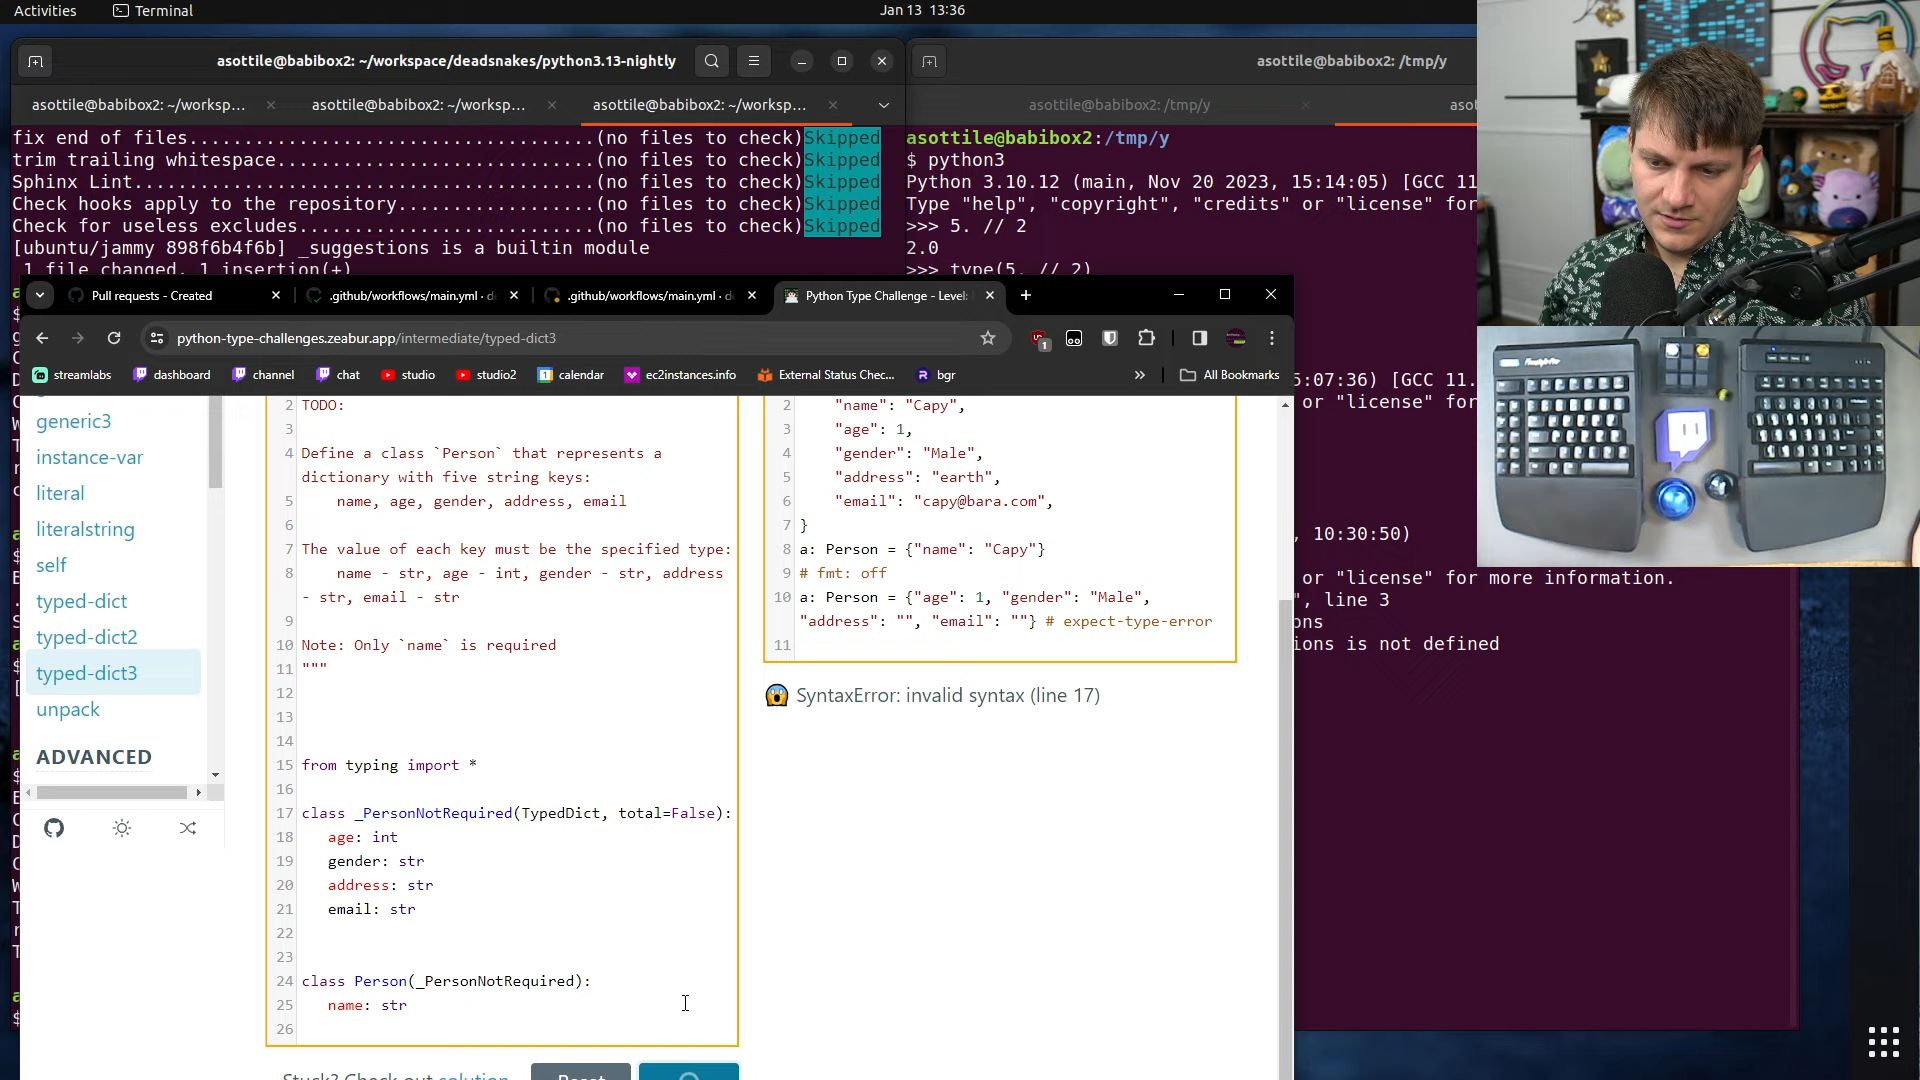 Activities
Terminal
Jan 13 13:36
asottile@babibox2: ~/workspace/deadsnakes/python3.13-nightly
asottile@babibox2: /tmp/y
asottile@babibox2: ~/worksp...
asottile@babibox2: ~/worksp...
asottile@babibox2: ~/worksp...
asottile@babibox2: /tmp/y
asot
fix end of files.....................................(no files to check)Skipped
trim trailing whitespace.............................(no files to check)Skipped
Sphinx Lint..........................................(no files to check)Skipped
Check hooks apply to the repository..................(no files to check)Skipped
Check for useless excludes...........................(no files to check)Skipped
[ubuntu/jammy 898f6b4f6b] _suggestions is a builtin module
1 file changed, 1 insertion(+)
asottile@babibox2:/tmp/y
$ python3
Python 3.10.12 (main, Nov 20 2023, 15:14:05) [GCC 11
Type "help", "copyright", "credits" or "license" for
>>> 5. // 2
2.0
>>> type(5. // 2)
5:07:36) [GCC 11.
or "license" for
, 10:30:50)
or "license" for more information.
", line 3
ons
ions is not defined
Pull requests - Created
.github/workflows/main.yml · d
.github/workflows/main.yml · d
Python Type Challenge - Level:
python-type-challenges.zeabur.app/intermediate/typed-dict3
1
streamlabs
dashboard
channel
chat
studio
studio2
calendar
ec2instances.info
External Status Chec...
bgr
»
All Bookmarks
generic3
instance-var
literal
literalstring
self
typed-dict
typed-dict2
typed-dict3
unpack
ADVANCED
2 TODO:
3
4 Define a class `Person` that represents a
dictionary with five string keys:
5 name, age, gender, address, email
6
7 The value of each key must be the specified type:
8 name - str, age - int, gender - str, address
- str, email - str
9
10 Note: Only `name` is required
11 """
12
13
14
15 from typing import *
16
17 class _PersonNotRequired(TypedDict, total=False):
18 age: int
19 gender: str
20 address: str
21 email: str
22
23
24 class Person(_PersonNotRequired):
25 name: str
26
Stuck? Check out solution
Reset
2 "name": "Capy",
3 "age": 1,
4 "gender": "Male",
5 "address": "earth",
6 "email": "capy@bara.com",
7 }
8 a: Person = {"name": "Capy"}
9 # fmt: off
10 a: Person = {"age": 1, "gender": "Male",
"address": "", "email": ""} # expect-type-error
11
SyntaxError: invalid syntax (line 17)